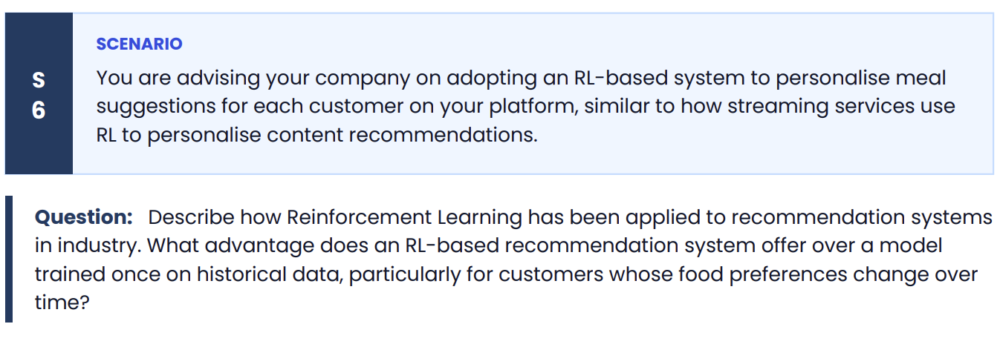 S
6
SCENARIO
You are advising your company on adopting an RL-based system to personalise meal
suggestions for each customer on your platform, similar to how streaming services use
RL to personalise content recommendations.
Question: Describe how Reinforcement Learning has been applied to recommendation systems
in industry. What advantage does an RL-based recommendation system offer over a model
trained once on historical data, particularly for customers whose food preferences change over
time?